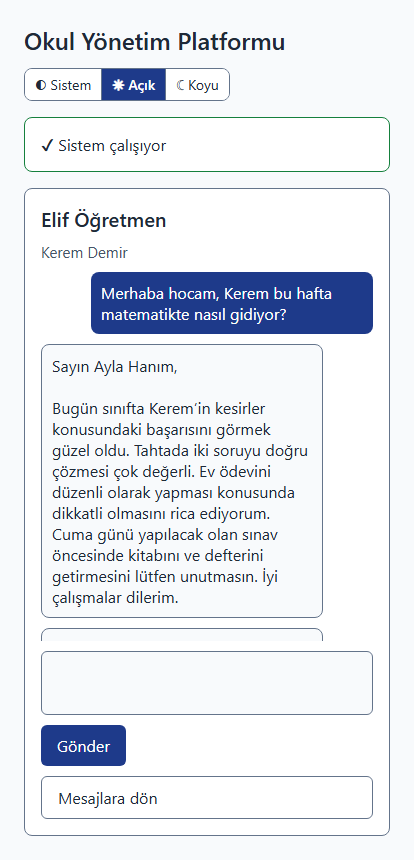 Okul Yönetim Platformu
Sistem
Açık
Koyu
Sistem çalışıyor
Elif Öğretmen
Kerem Demir
Merhaba hocam, Kerem bu hafta
matematikte nasıl gidiyor?
Sayın Ayla Hanım,
Bugün sınıfta Kerem'in kesirler
konusundaki başarısını görmek
güzel oldu. Tahtada iki soruyu doğru
çözmesi çok değerli. Ev ödevini
düzenli olarak yapması konusunda
dikkatli olmasını rica ediyorum.
Cuma günü yapılacak olan sınav
öncesinde kitabını ve defterini
getirmesini lütfen unutmasın. İyi
çalışmalar dilerim.
Gönder
Mesajlara dön